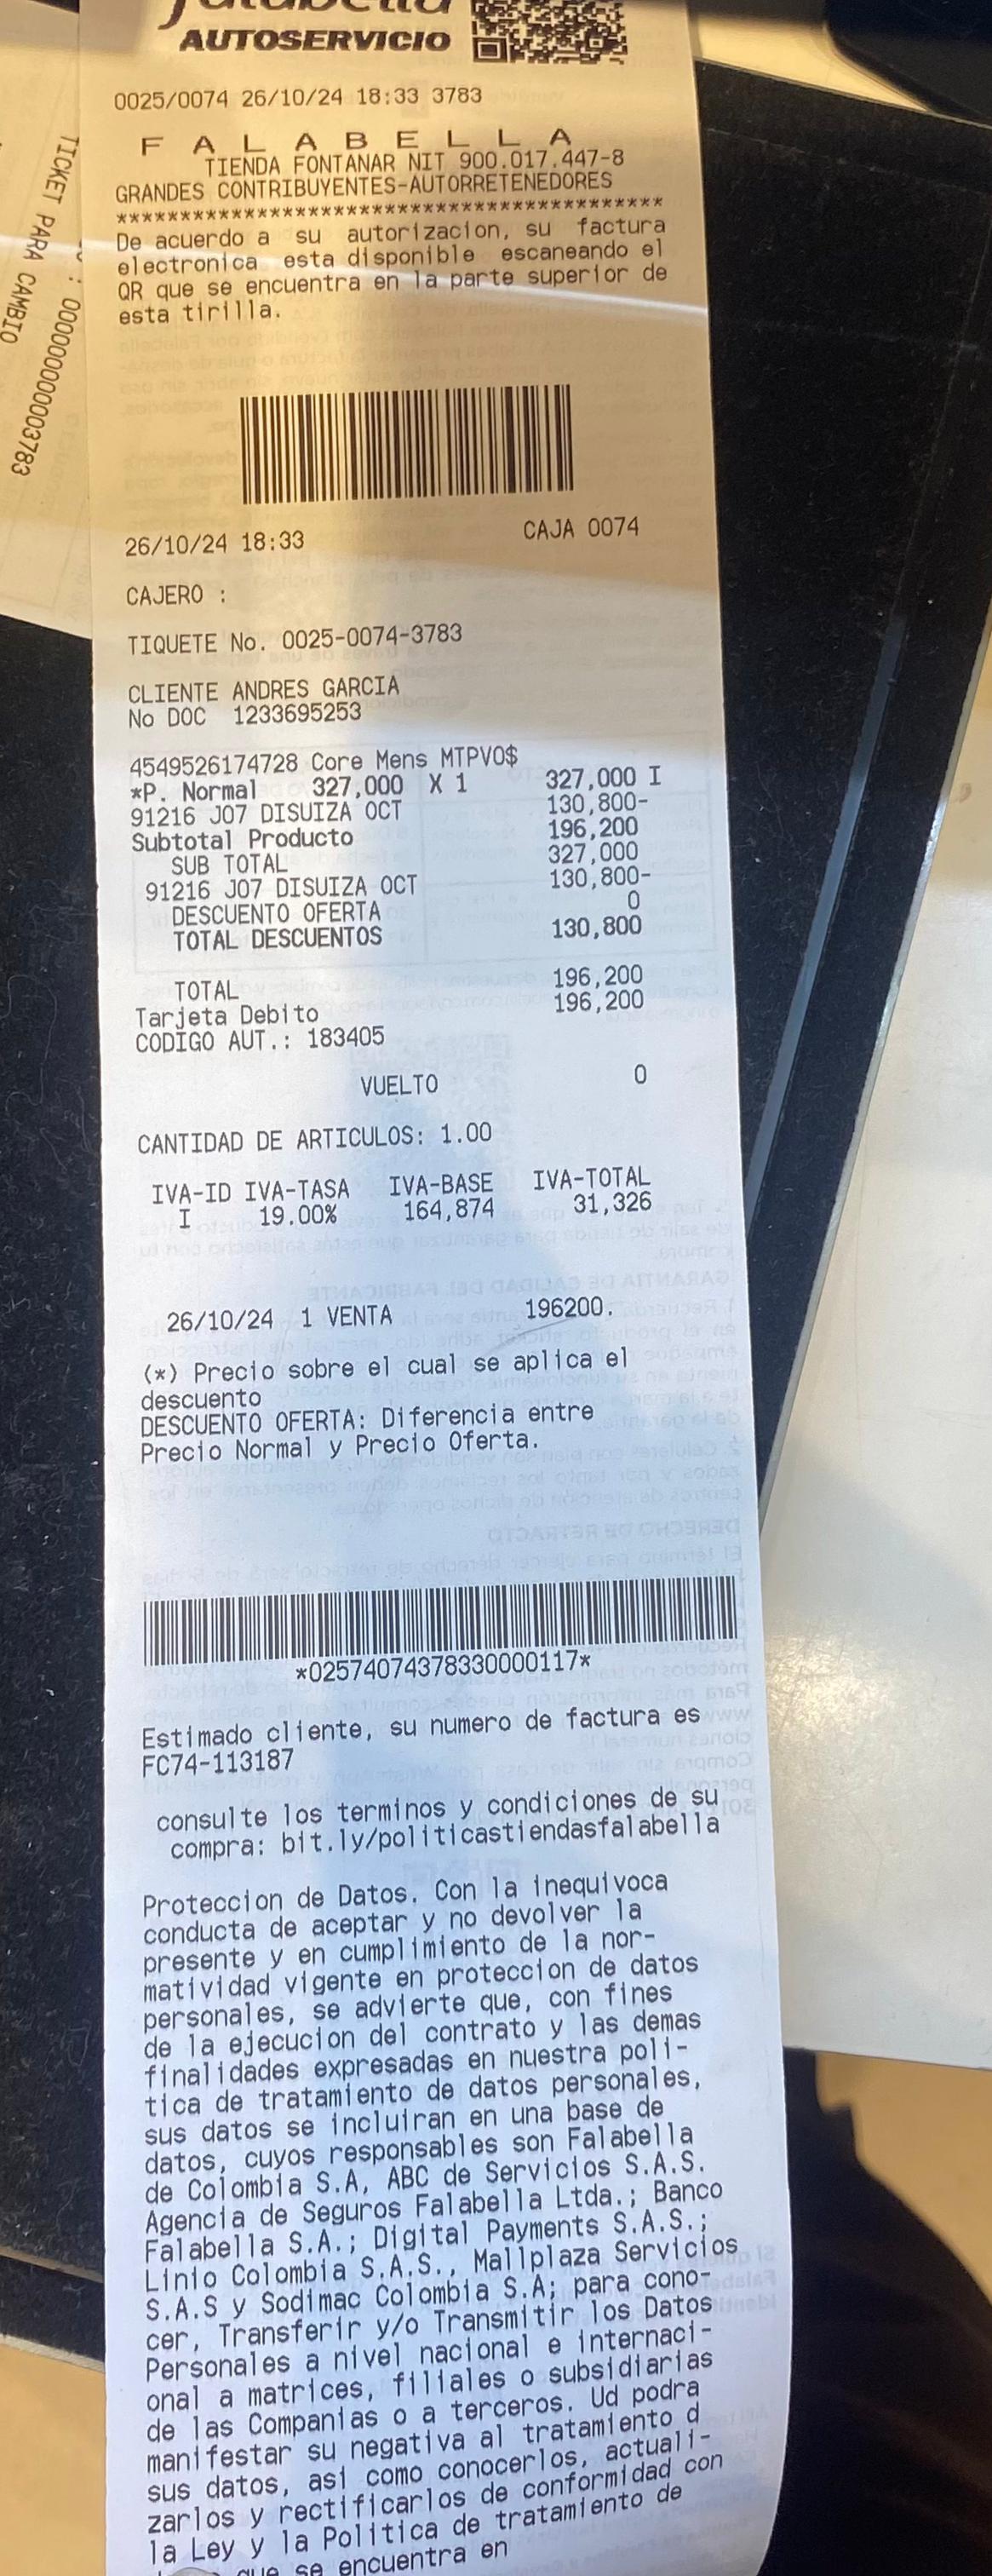 AUTOSERVICIO
0025/0074 26/10/24 18:33 3783
F A L A B E L L A
TIENDA FONTANAR NIT 900.017.447-8
GRANDES CONTRIBUYENTES-AUTORRETENEDORES
*******************************************
De acuerdo a su autorizacion, su factura
electronica esta disponible escaneando el
QR que se encuentra en la parte superior de
esta tirilla.
26/10/24 18:33 CAJA 0074
CAJERO :
TIQUETE No. 0025-0074-3783
CLIENTE ANDRES GARCIA
No DOC 1233695253
4549526174728 Core Mens MTPVO$
*P. Normal 327,000 X 1 327,000 I
91216 J07 DISUIZA OCT 130,800-
Subtotal Producto 196,200
SUB TOTAL 327,000
91216 J07 DISUIZA OCT 130,800-
DESCUENTO OFERTA 0
TOTAL DESCUENTOS 130,800
TOTAL 196,200
Tarjeta Debito 196,200
CODIGO AUT.: 183405
VUELTO 0
CANTIDAD DE ARTICULOS: 1.00
IVA-ID IVA-TASA IVA-BASE IVA-TOTAL
I 19.00% 164,874 31,326
26/10/24 1 VENTA 196200.
(*) Precio sobre el cual se aplica el
descuento
DESCUENTO OFERTA: Diferencia entre
Precio Normal y Precio Oferta.
*02574074378330000117*
Estimado cliente, su numero de factura es
FC74-113187
consulte los terminos y condiciones de su
compra: bit.ly/politicastiendasfalabella
Proteccion de Datos. Con la inequivoca
conducta de aceptar y no devolver la
presente y en cumplimiento de la nor-
matividad vigente en proteccion de datos
personales, se advierte que, con fines
de la ejecucion del contrato y las demas
finalidades expresadas en nuestra poli-
tica de tratamiento de datos personales,
sus datos se incluiran en una base de
datos, cuyos responsables son Falabella
de Colombia S.A, ABC de Servicios S.A.S.
Agencia de Seguros Falabella Ltda.; Banco
Falabella S.A.; Digital Payments S.A.S.;
Linio Colombia S.A.S., Mallplaza Servicios
S.A.S y Sodimac Colombia S.A; para cono-
cer, Transferir y/o Transmitir los Datos
Personales a nivel nacional e internaci-
onal a matrices, filiales o subsidiarias
de las Companias o a terceros. Ud podra
manifestar su negativa al tratamiento d
sus datos, asi como conocerlos, actuali-
zarlos y rectificarlos de conformidad con
la Ley y la Politica de tratamiento de
que se encuentra en
TICKET PARA CAMBIO
: 0000000000003783